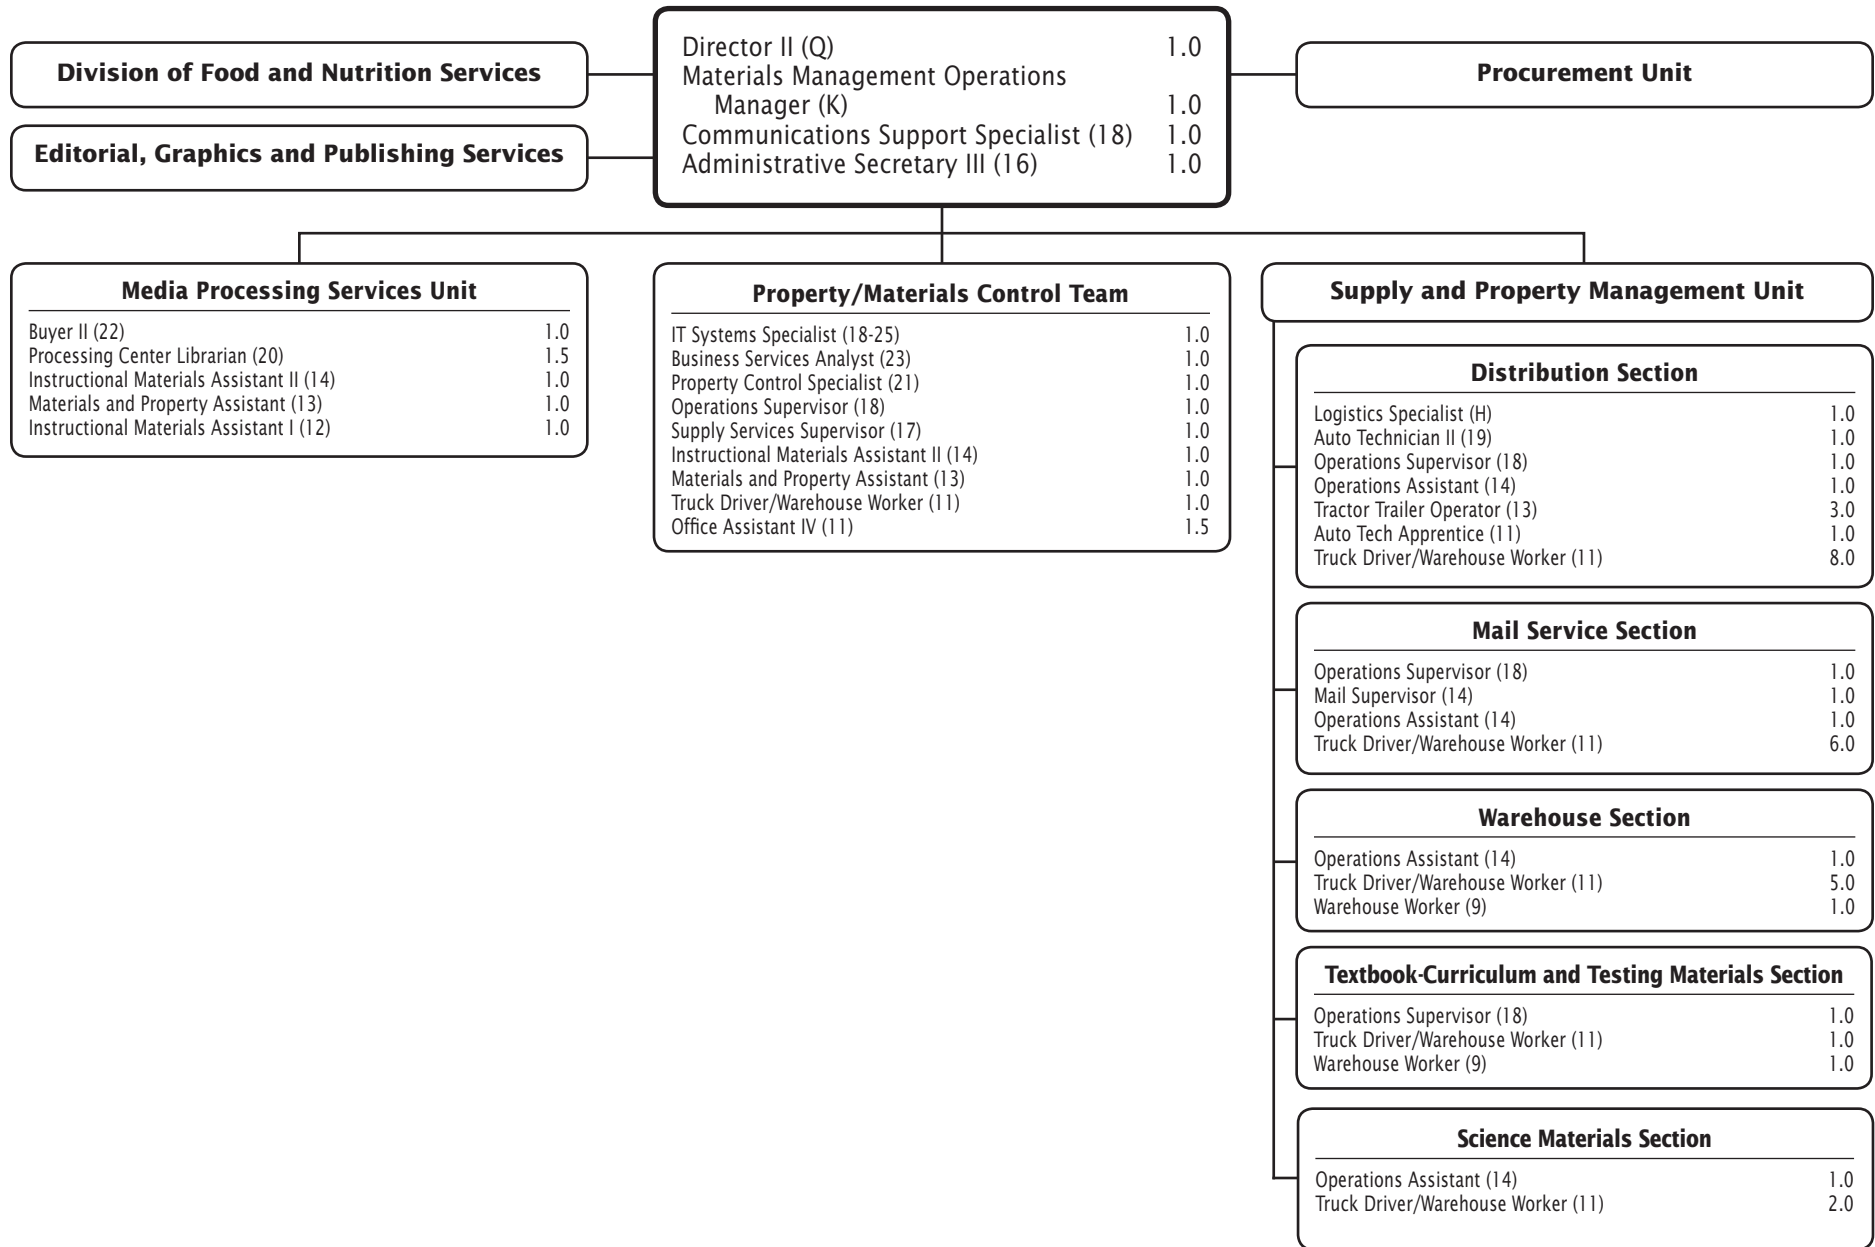 Division of Food and Nutrition Services
Editorial, Graphics and Publishing Services
Director II (Q) 1.0
Materials Management Operations
Manager (K) 1.0
Communications Support Specialist (18) 1.0
Administrative Secretary III (16) 1.0
Procurement Unit
Media Processing Services Unit
Buyer II (22) 1.0
Processing Center Librarian (20) 1.5
Instructional Materials Assistant II (14) 1.0
Materials and Property Assistant (13) 1.0
Instructional Materials Assistant I (12) 1.0
Property/Materials Control Team
IT Systems Specialist (18-25) 1.0
Business Services Analyst (23) 1.0
Property Control Specialist (21) 1.0
Operations Supervisor (18) 1.0
Supply Services Supervisor (17) 1.0
Instructional Materials Assistant II (14) 1.0
Materials and Property Assistant (13) 1.0
Truck Driver/Warehouse Worker (11) 1.0
Office Assistant IV (11) 1.5
Supply and Property Management Unit
Distribution Section
Logistics Specialist (H) 1.0
Auto Technician II (19) 1.0
Operations Supervisor (18) 1.0
Operations Assistant (14) 1.0
Tractor Trailer Operator (13) 3.0
Auto Tech Apprentice (11) 1.0
Truck Driver/Warehouse Worker (11) 8.0
Mail Service Section
Operations Supervisor (18) 1.0
Mail Supervisor (14) 1.0
Operations Assistant (14) 1.0
Truck Driver/Warehouse Worker (11) 6.0
Warehouse Section
Operations Assistant (14) 1.0
Truck Driver/Warehouse Worker (11) 5.0
Warehouse Worker (9) 1.0
Textbook-Curriculum and Testing Materials Section
Operations Supervisor (18) 1.0
Truck Driver/Warehouse Worker (11) 1.0
Warehouse Worker (9) 1.0
Science Materials Section
Operations Assistant (14) 1.0
Truck Driver/Warehouse Worker (11) 2.0